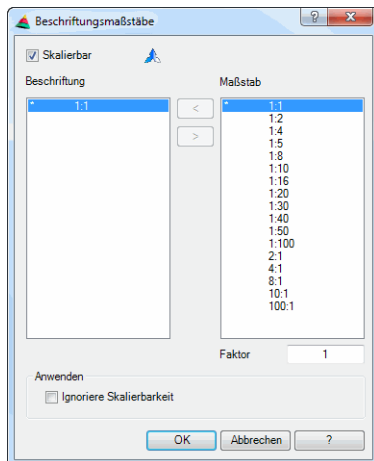 Beschriftungsmaßstäbe
?
X
Skalierbar
Beschriftung
Maßstab
* 1:1
<
>
* 1:1
1:2
1:4
1:5
1:8
1:10
1:16
1:20
1:30
1:40
1:50
1:100
2:1
4:1
8:1
10:1
100:1
Faktor 1
Anwenden
Ignoriere Skalierbarkeit
OK Abbrechen ?